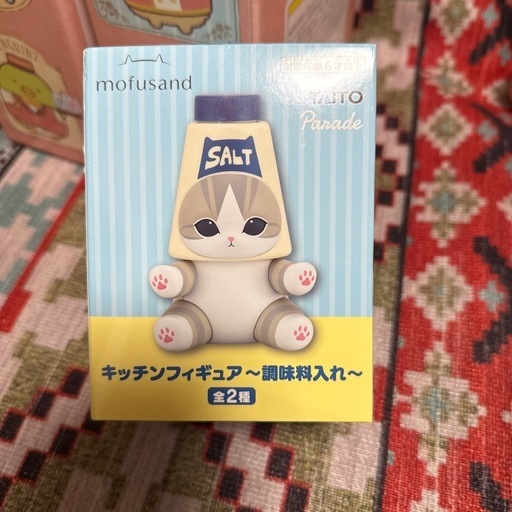 mofusand
TAITO
Parade
SALT
キッチンフィギュア〜調味料入れ〜
全2種